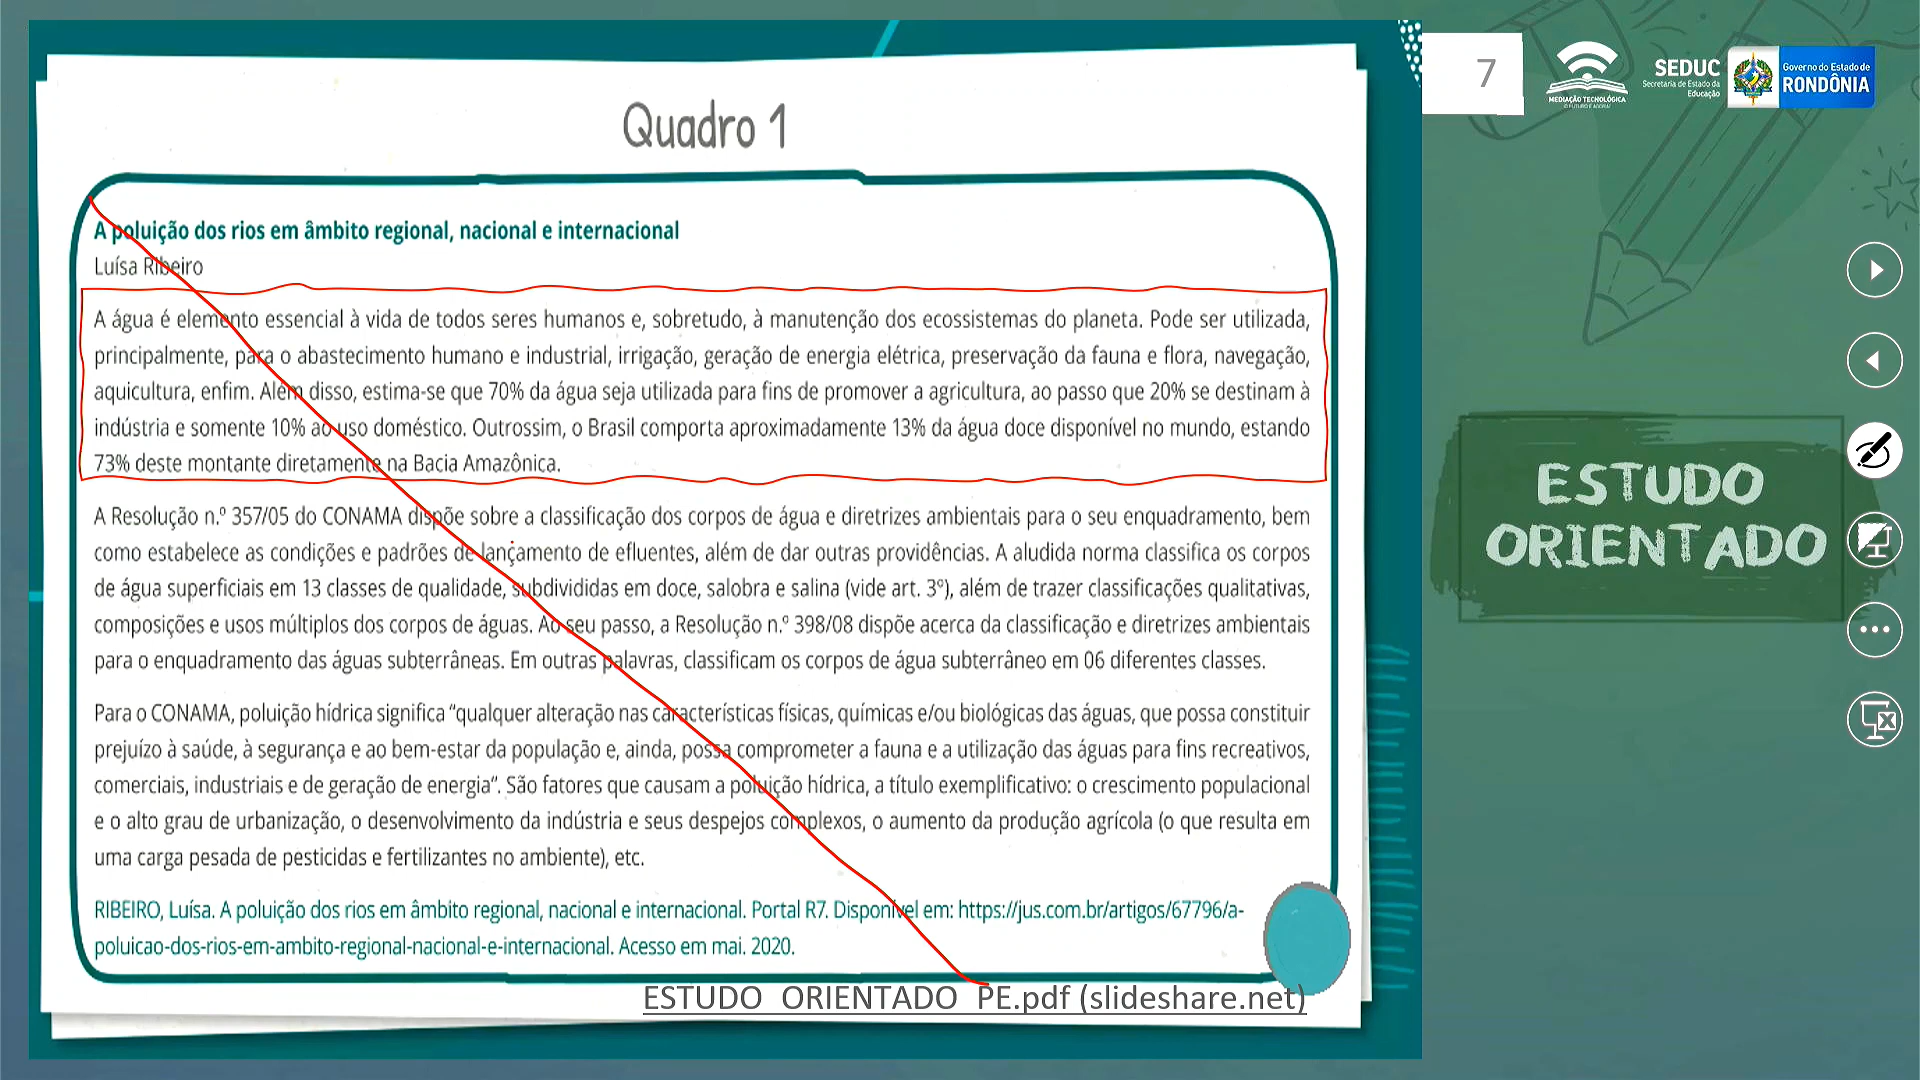 Quadro 1
A poluição dos rios em âmbito regional, nacional e internacional
Luísa Ribeiro
A água é elemento essencial à vida de todos seres humanos e, sobretudo, à manutenção dos ecossistemas do planeta. Pode ser utilizada,
principalmente, para o abastecimento humano e industrial, irrigação, geração de energia elétrica, preservação da fauna e flora, navegação,
aquicultura, enfim. Além disso, estima-se que 70% da água seja utilizada para fins de promover a agricultura, ao passo que 20% se destinam à
indústria e somente 10% ao uso doméstico. Outrossim, o Brasil comporta aproximadamente 13% da água doce disponível no mundo, estando
73% deste montante diretamente na Bacia Amazônica.
A Resolução n.º 357/05 do CONAMA dispõe sobre a classificação dos corpos de água e diretrizes ambientais para o seu enquadramento, bem
como estabelece as condições e padrões de lançamento de efluentes, além de dar outras providências. A aludida norma classifica os corpos
de água superficiais em 13 classes de qualidade, subdivididas em doce, salobra e salina (vide art. 3º), além de trazer classificações qualitativas,
composições e usos múltiplos dos corpos de águas. Ao seu passo, a Resolução n.º 398/08 dispõe acerca da classificação e diretrizes ambientais
para o enquadramento das águas subterrâneas. Em outras palavras, classificam os corpos de água subterrâneo em 06 diferentes classes.
Para o CONAMA, poluição hídrica significa “qualquer alteração nas características físicas, químicas e/ou biológicas das águas, que possa constituir
prejuízo à saúde, à segurança e ao bem-estar da população e, ainda, possa comprometer a fauna e a utilização das águas para fins recreativos,
comerciais, industriais e de geração de energia“. São fatores que causam a poluição hídrica, a título exemplificativo: o crescimento populacional
e o alto grau de urbanização, o desenvolvimento da indústria e seus despejos complexos, o aumento da produção agrícola (o que resulta em
uma carga pesada de pesticidas e fertilizantes no ambiente), etc.
RIBEIRO, Luísa. A poluição dos rios em âmbito regional, nacional e internacional. Portal R7. Disponível em: https://jus.com.br/artigos/67796/a-
poluicao-dos-rios-em-ambito-regional-nacional-e-internacional. Acesso em mai. 2020.
ESTUDO ORIENTADO PE.pdf (slideshare.net)
7
MEDIAÇÃO TECNOLÓGICA
SEDUC
Secretaria de Estado da
Educação
Governo do Estado de
RONDÔNIA
ESTUDO
ORIENTADO